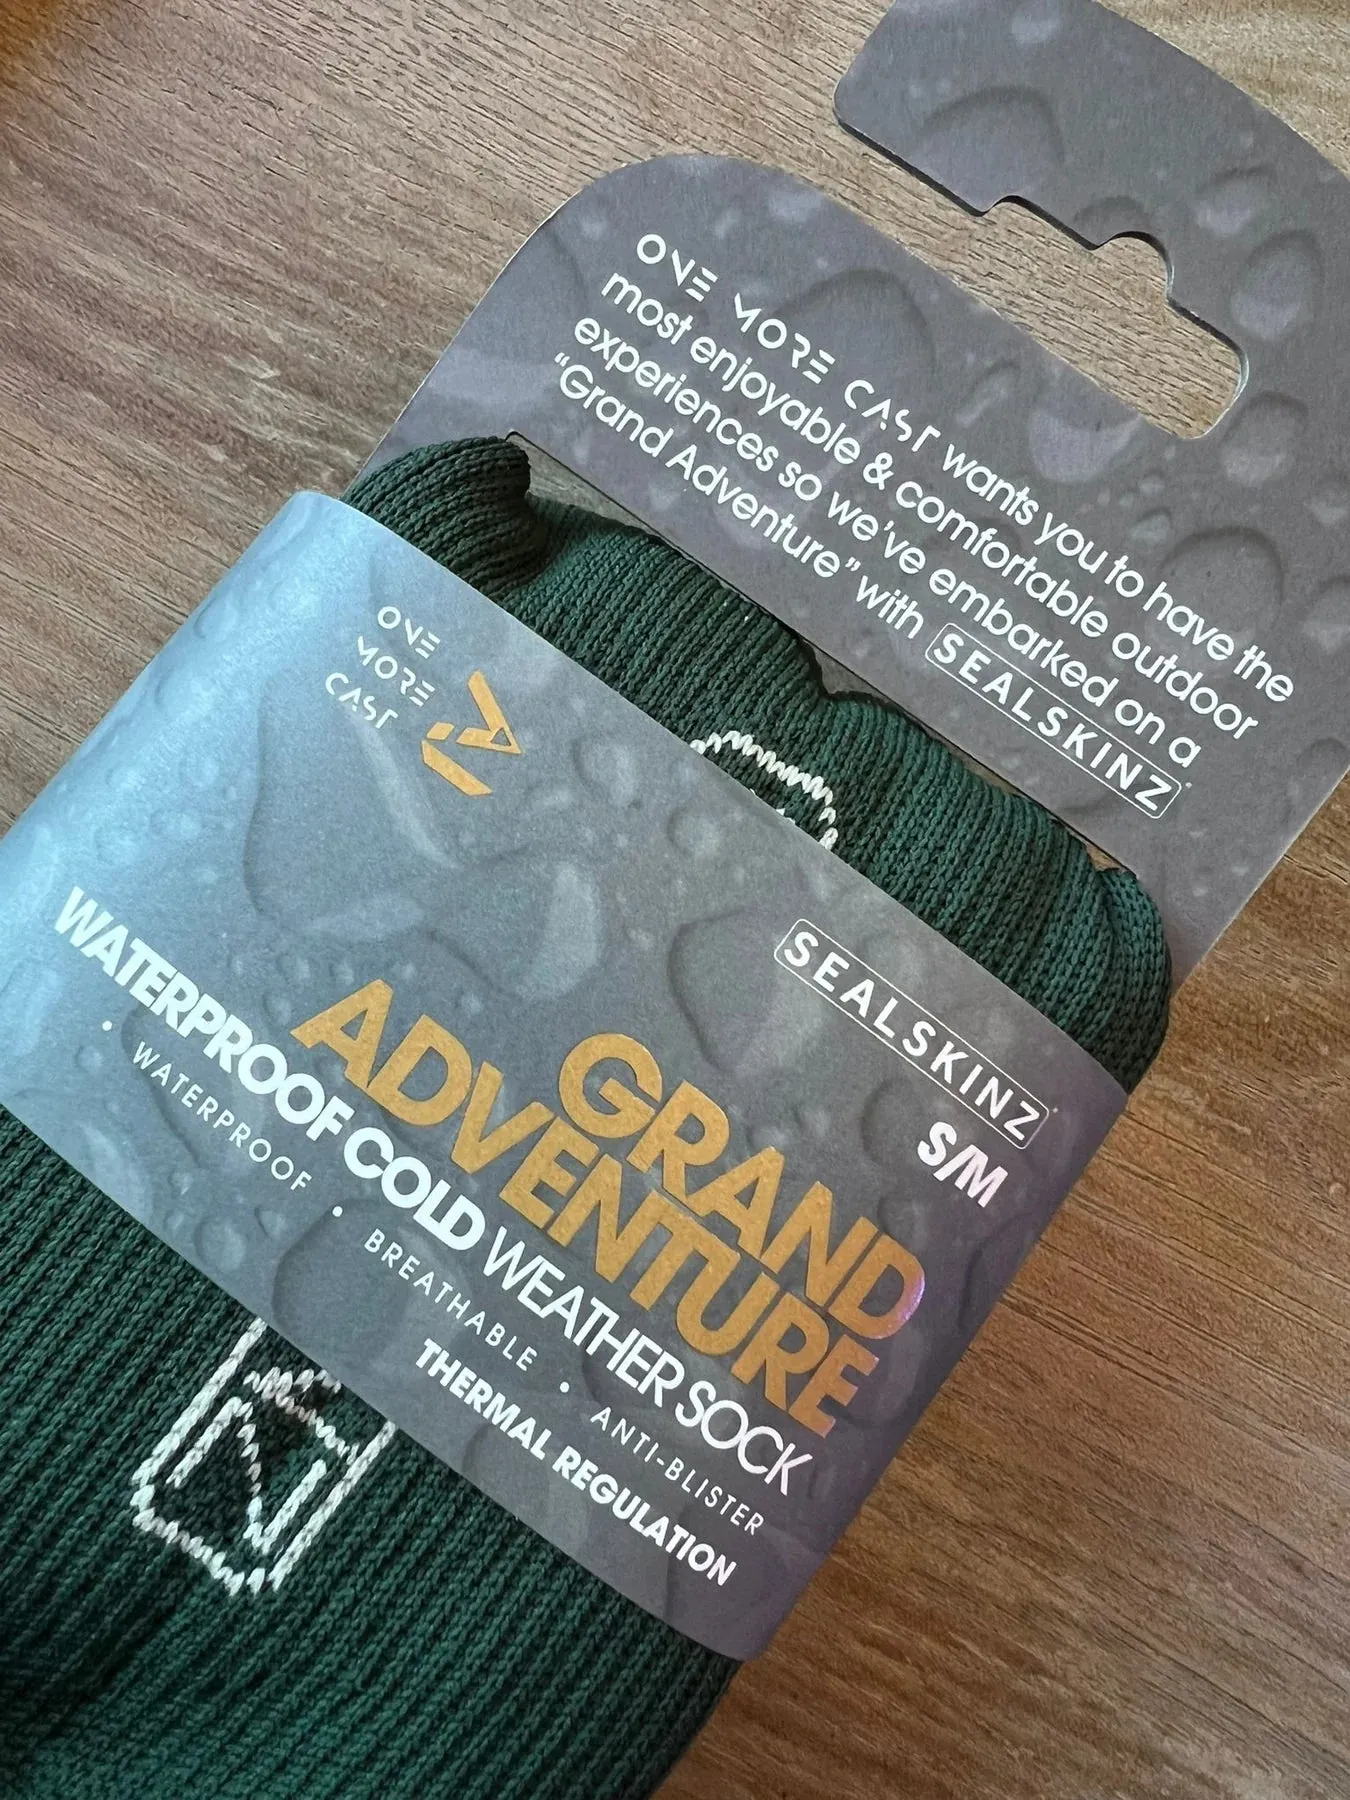 ONE MORE CAST wants you to have the
most enjoyable & comfortable outdoor
experiences so we've embarked on a
"Grand Adventure" with SEALSKINZ
ONE
MORE
CAST
SEALSKINZ
S/M
GRAND
ADVENTURE
WATERPROOF COLD WEATHER SOCK
• WATERPROOF • BREATHABLE • ANTI-BLISTER
THERMAL REGULATION